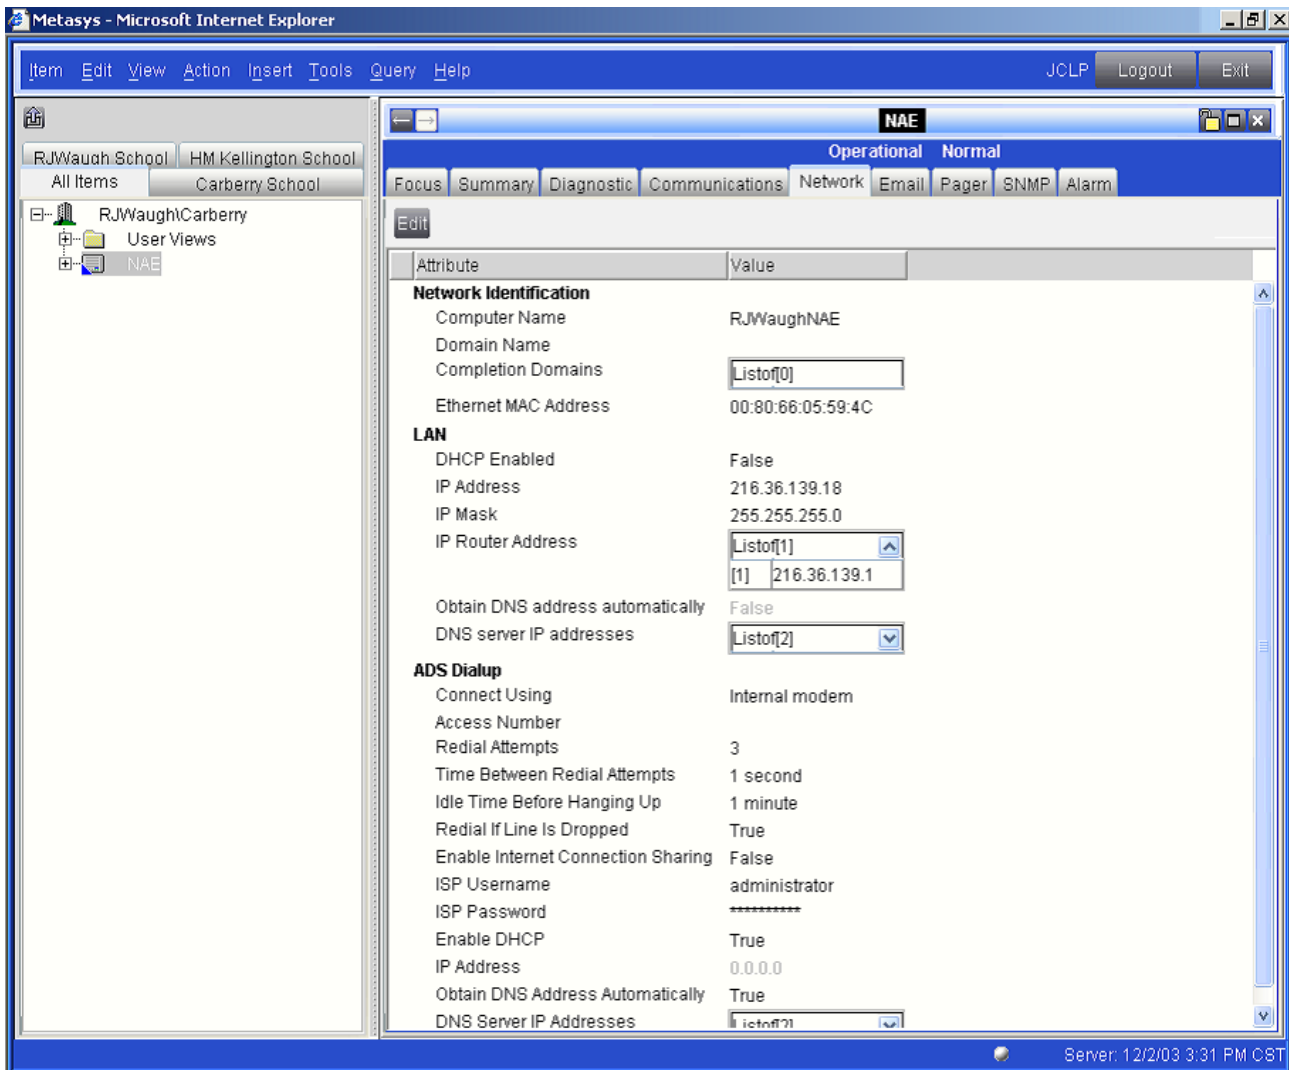 Metasys - Microsoft Internet Explorer
Item Edit View Action Insert Tools Query Help JCLP Logout Exit
NAE
RJWaugh School HM Kellington School
Operational Normal
All Items Carberry School
Focus Summary Diagnostic Communications Network Email Pager SNMP Alarm
RJWaugh\Carberry
User Views
NAE
Edit
Attribute Value
Network Identification
Computer Name RJWaughNAE
Domain Name
Completion Domains Listof[0]
Ethernet MAC Address 00:80:66:05:59:4C
LAN
DHCP Enabled False
IP Address 216.36.139.18
IP Mask 255.255.255.0
IP Router Address Listof[1]
[1] 216.36.139.1
Obtain DNS address automatically False
DNS server IP addresses Listof[2]
ADS Dialup
Connect Using Internal modem
Access Number
Redial Attempts 3
Time Between Redial Attempts 1 second
Idle Time Before Hanging Up 1 minute
Redial If Line Is Dropped True
Enable Internet Connection Sharing False
ISP Username administrator
ISP Password **********
Enable DHCP True
IP Address 0.0.0.0
Obtain DNS Address Automatically True
DNS Server IP Addresses Listof[2]
Server: 12/2/03 3:31 PM CST